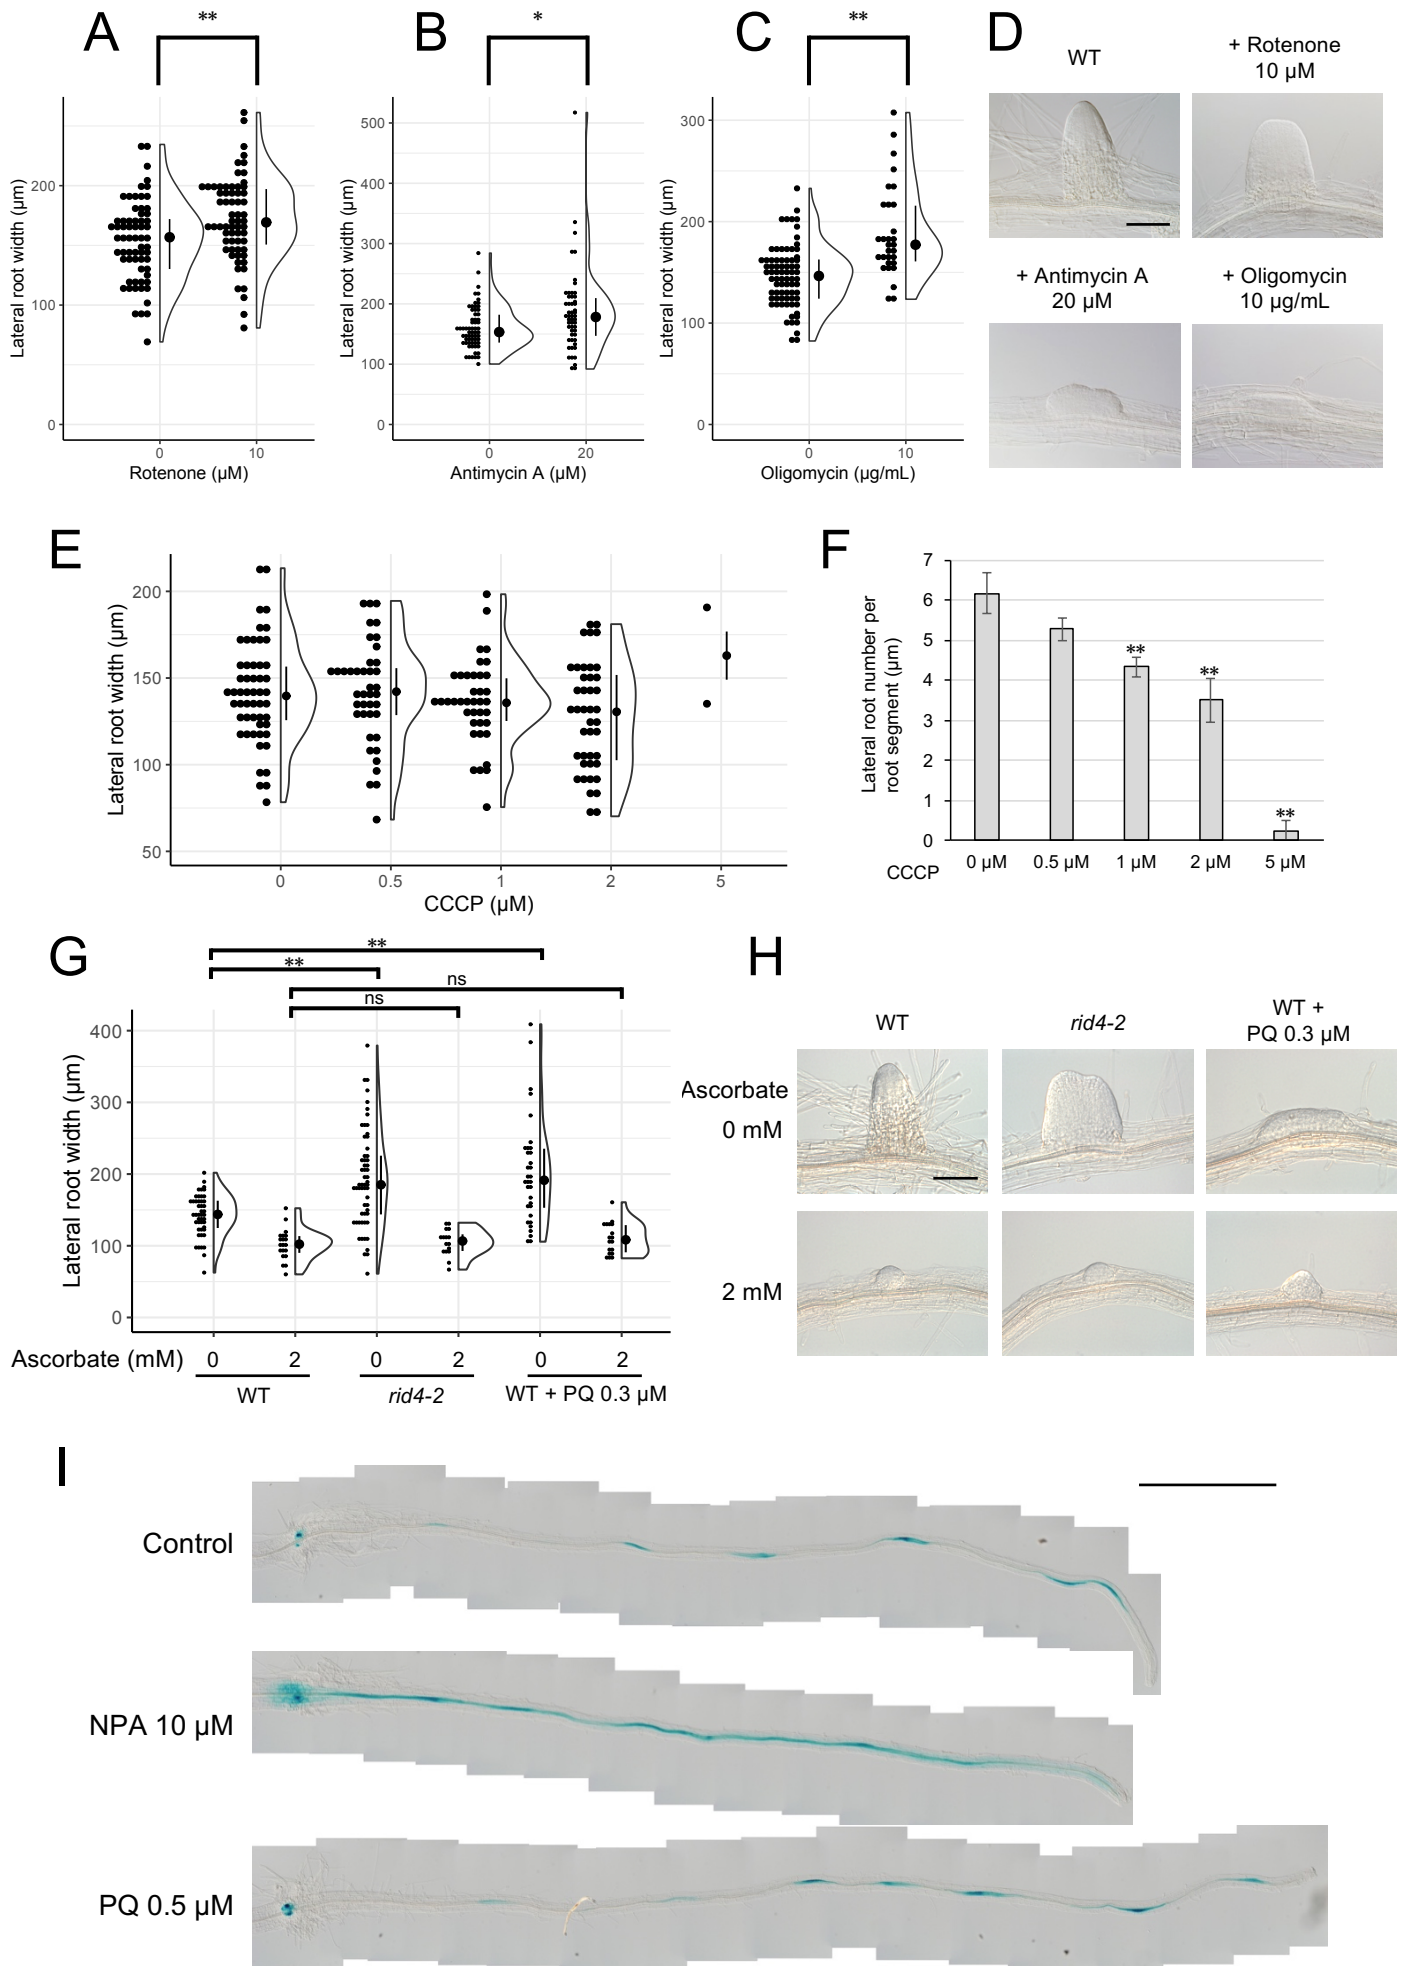 A
**
Lateral root width (μm)
200
100
0
0
10
Rotenone (μM)
B
*
Lateral root width (μm)
500
400
300
200
100
0
0
20
Antimycin A (μM)
C
**
Lateral root width (μm)
300
200
100
0
0
10
Oligomycin (μg/mL)
D
WT
+ Rotenone
10 μM
+ Antimycin A
20 μM
+ Oligomycin
10 μg/mL
E
Lateral root width (μm)
200
150
100
50
0
0.5
1
2
5
CCCP (μM)
F
Lateral root number per
root segment (μm)
7
6
5
4
3
2
1
0
**
**
**
0 μM
0.5 μM
1 μM
2 μM
5 μM
CCCP
G
**
**
ns
ns
Lateral root width (μm)
400
300
200
100
0
Ascorbate (mM)
0
2
0
2
0
2
WT
rid4-2
WT + PQ 0.3 μM
H
WT
rid4-2
WT +
PQ 0.3 μM
Ascorbate
0 mM
2 mM
I
Control
NPA 10 μM
PQ 0.5 μM